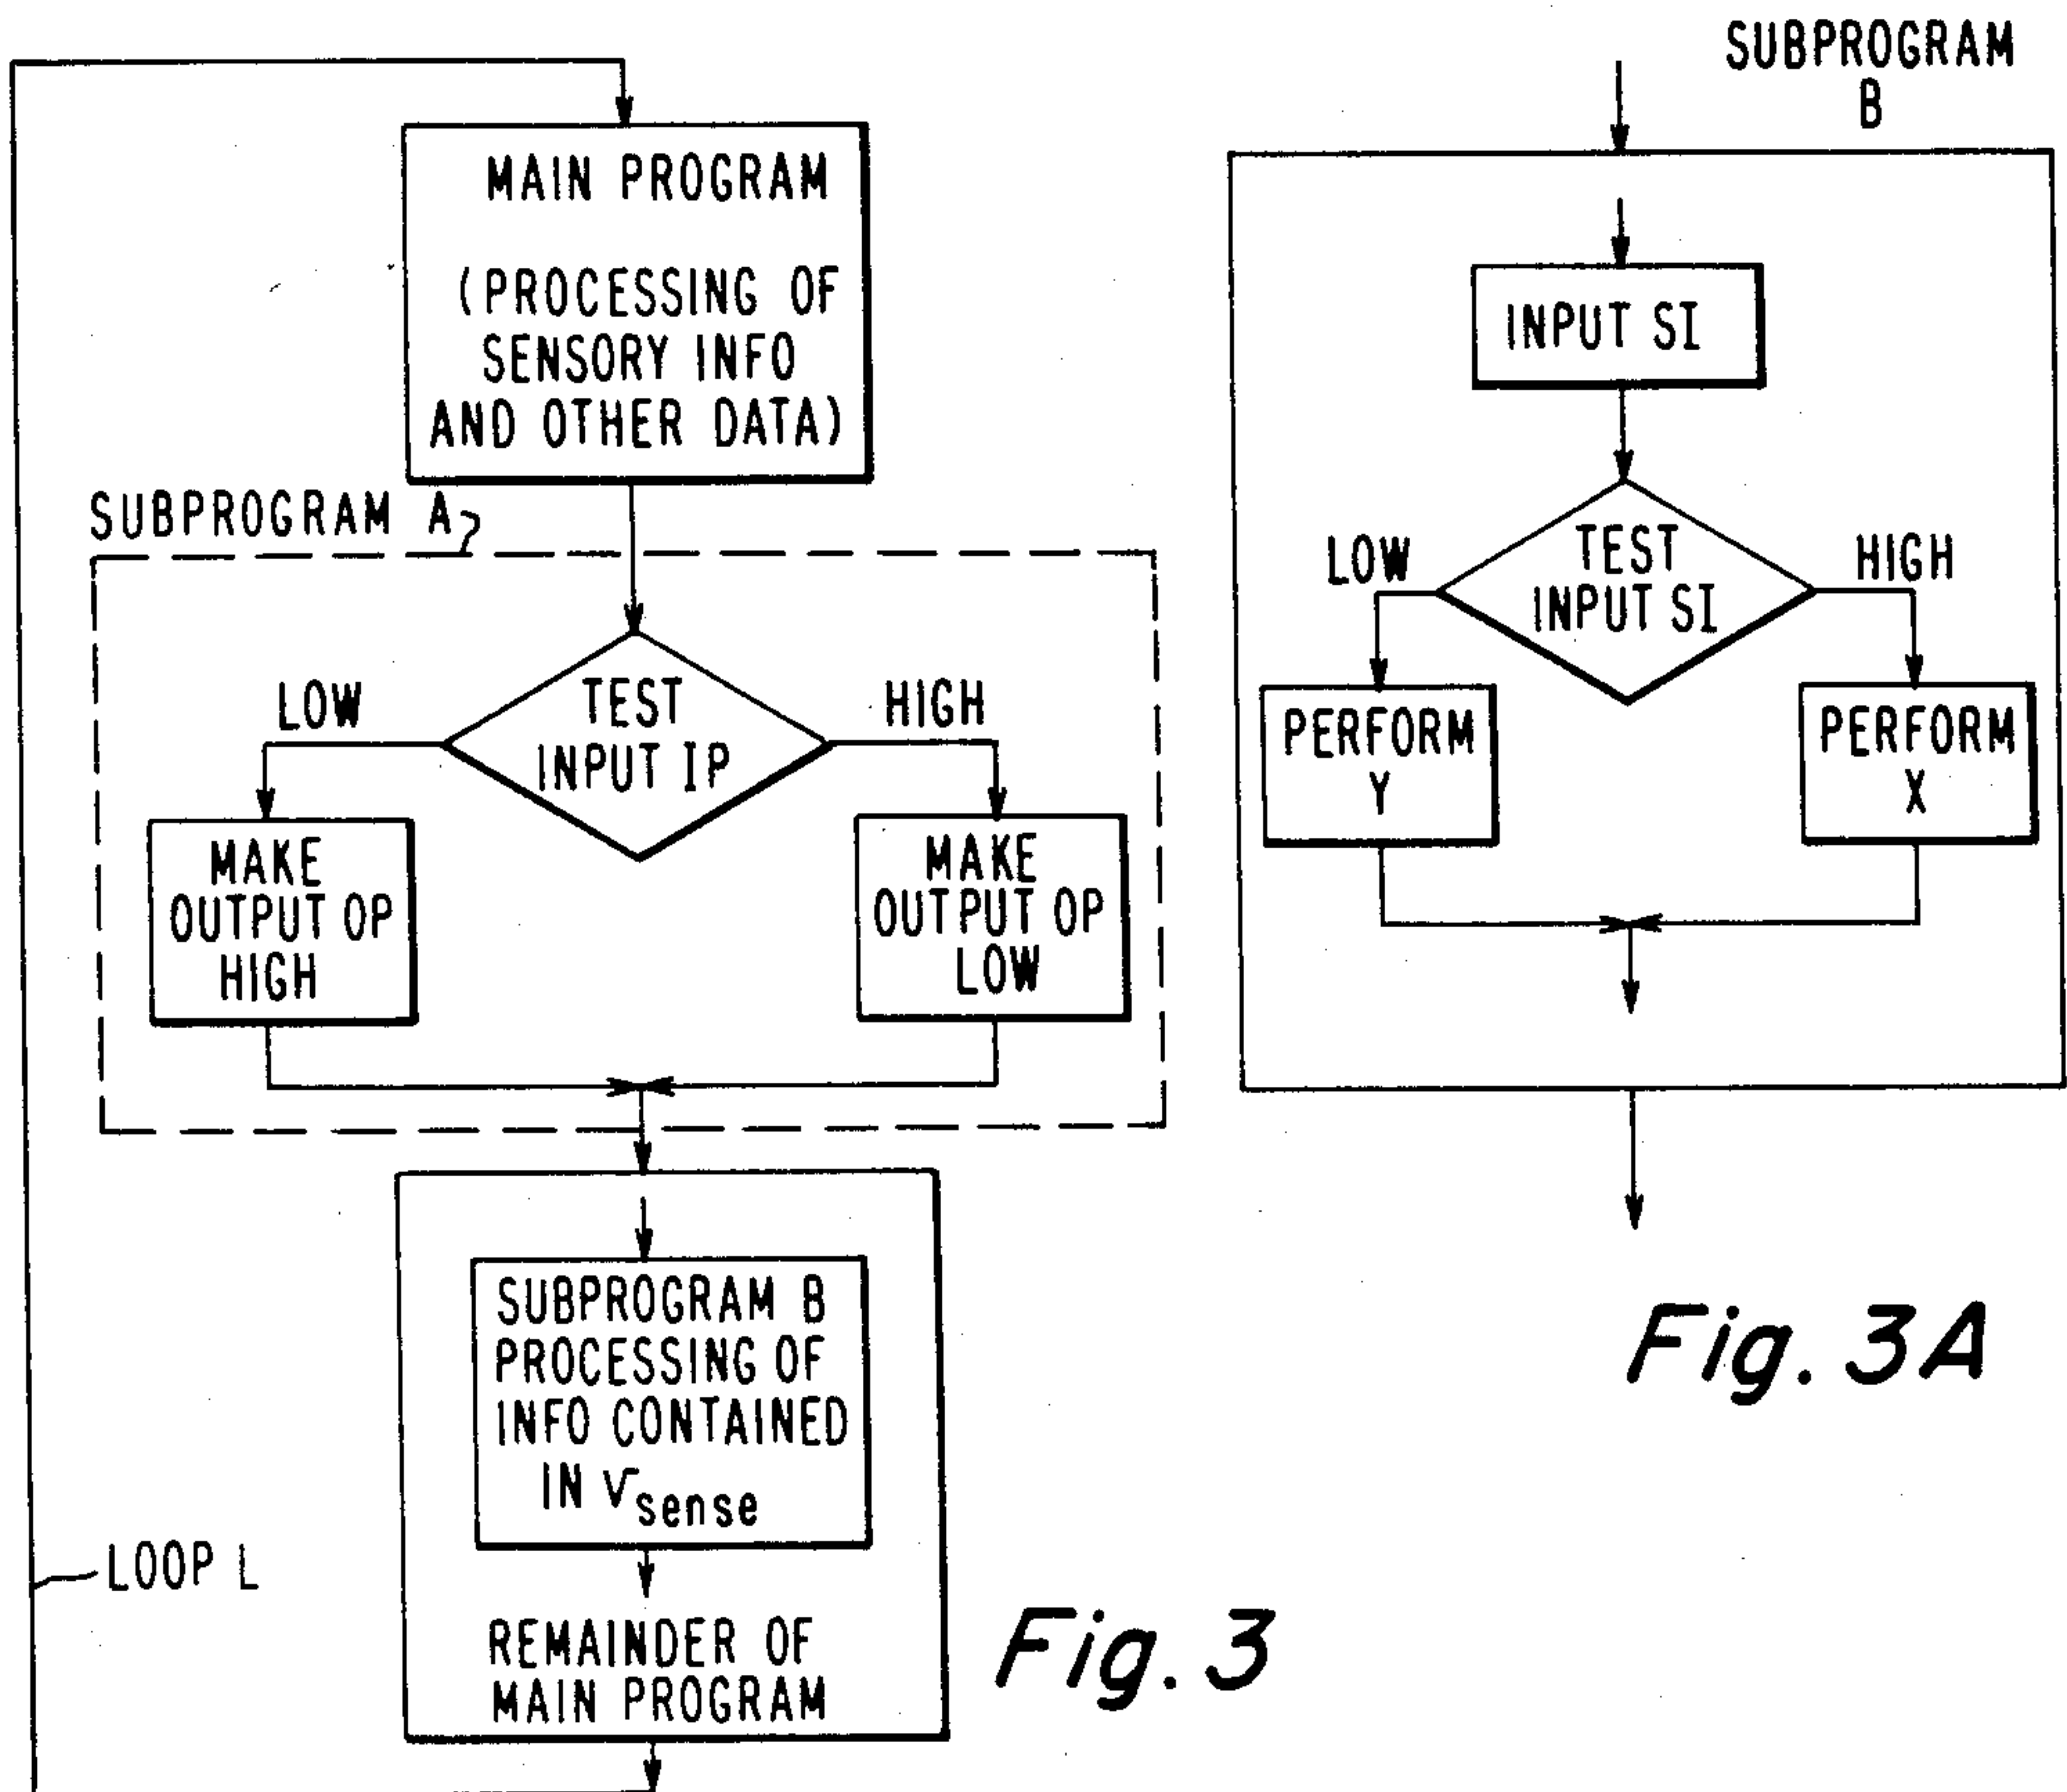 MAIN PROGRAM
(PROCESSING OF
SENSORY INFO
AND OTHER DATA)
SUBPROGRAM A
TEST
INPUT IP
LOW
HIGH
MAKE
OUTPUT OP
HIGH
MAKE
OUTPUT OP
LOW
SUBPROGRAM B
PROCESSING OF
INFO CONTAINED
IN Vsense
REMAINDER OF
MAIN PROGRAM
LOOP L
Fig. 3
SUBPROGRAM
B
INPUT SI
TEST
INPUT SI
LOW
HIGH
PERFORM
Y
PERFORM
X
Fig. 3A